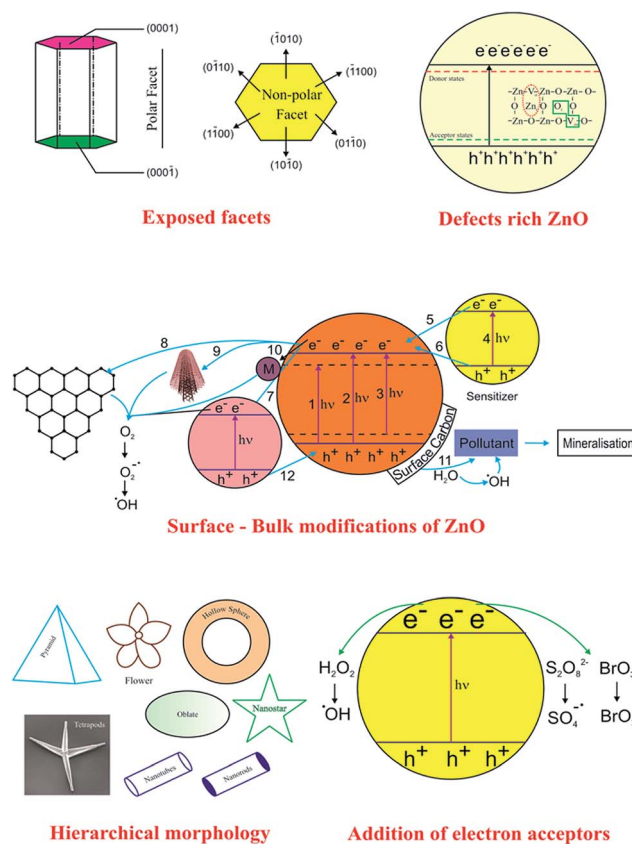 (0001)
Polar Facet
(0001̄)
(1̄010)
(01̄10)
(1̄100)
Non-polar
Facet
(11̄00)
(011̄0)
(101̄0)
Exposed facets
e⁻e⁻e⁻e⁻e⁻e⁻
Donor states
Acceptor states
h⁺h⁺h⁺h⁺h⁺h⁺
Defects rich ZnO
8
9
10
M
7
e⁻ e⁻ e⁻ e⁻
1 hν
2 hν
3 hν
h⁺ h⁺ h⁺ h⁺
5
6
e⁻ e⁻
4 hν
h⁺ h⁺
Sensitizer
e⁻ e⁻
hν
h⁺ h⁺
12
O₂
O₂⁻•
•OH
Surface Carbon
11
H₂O
•OH
Pollutant
Mineralisation
Surface - Bulk modifications of ZnO
Pyramid
Flower
Hollow Sphere
Tetrapods
Oblate
Nanostar
Nanotubes
Nanorods
Hierarchical morphology
e⁻ e⁻ e⁻
hν
h⁺ h⁺ h⁺
H₂O₂
•OH
S₂O₈²⁻
SO₄⁻•
BrO₃
BrO₂
Addition of electron acceptors